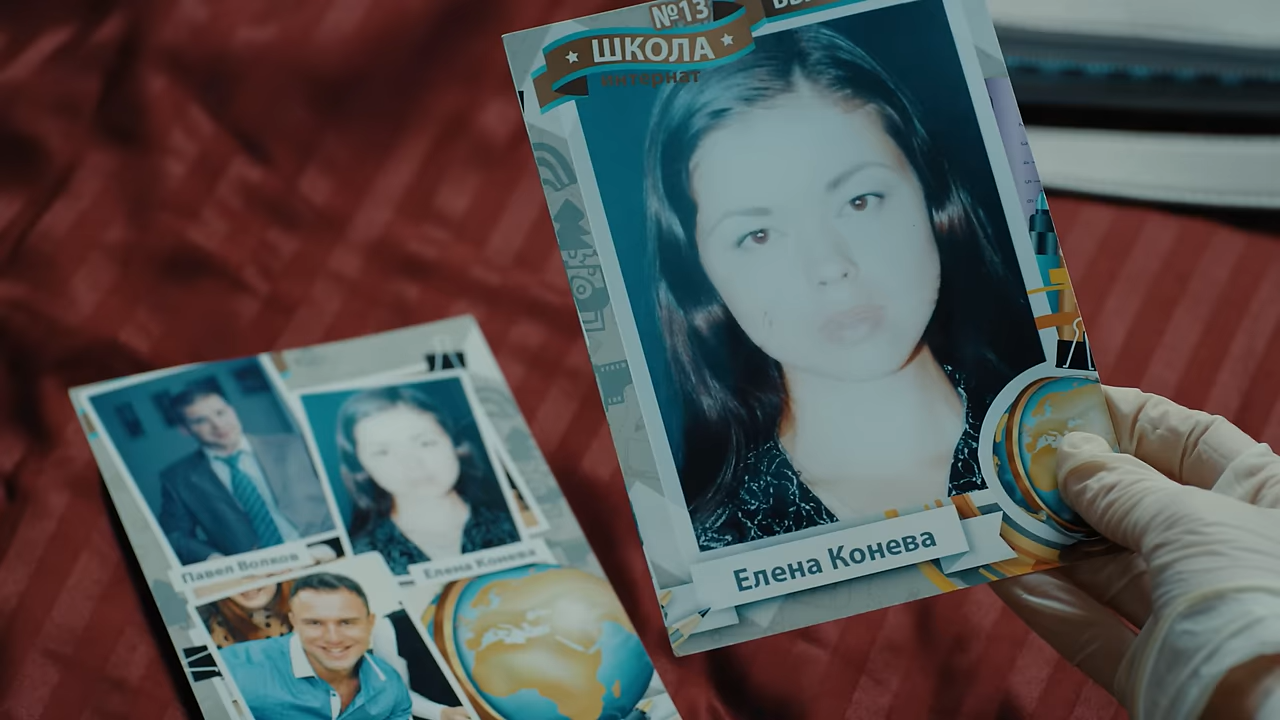 №13
ШКОЛА
интернат
Елена Конева
Павел Волков
Елена Конева